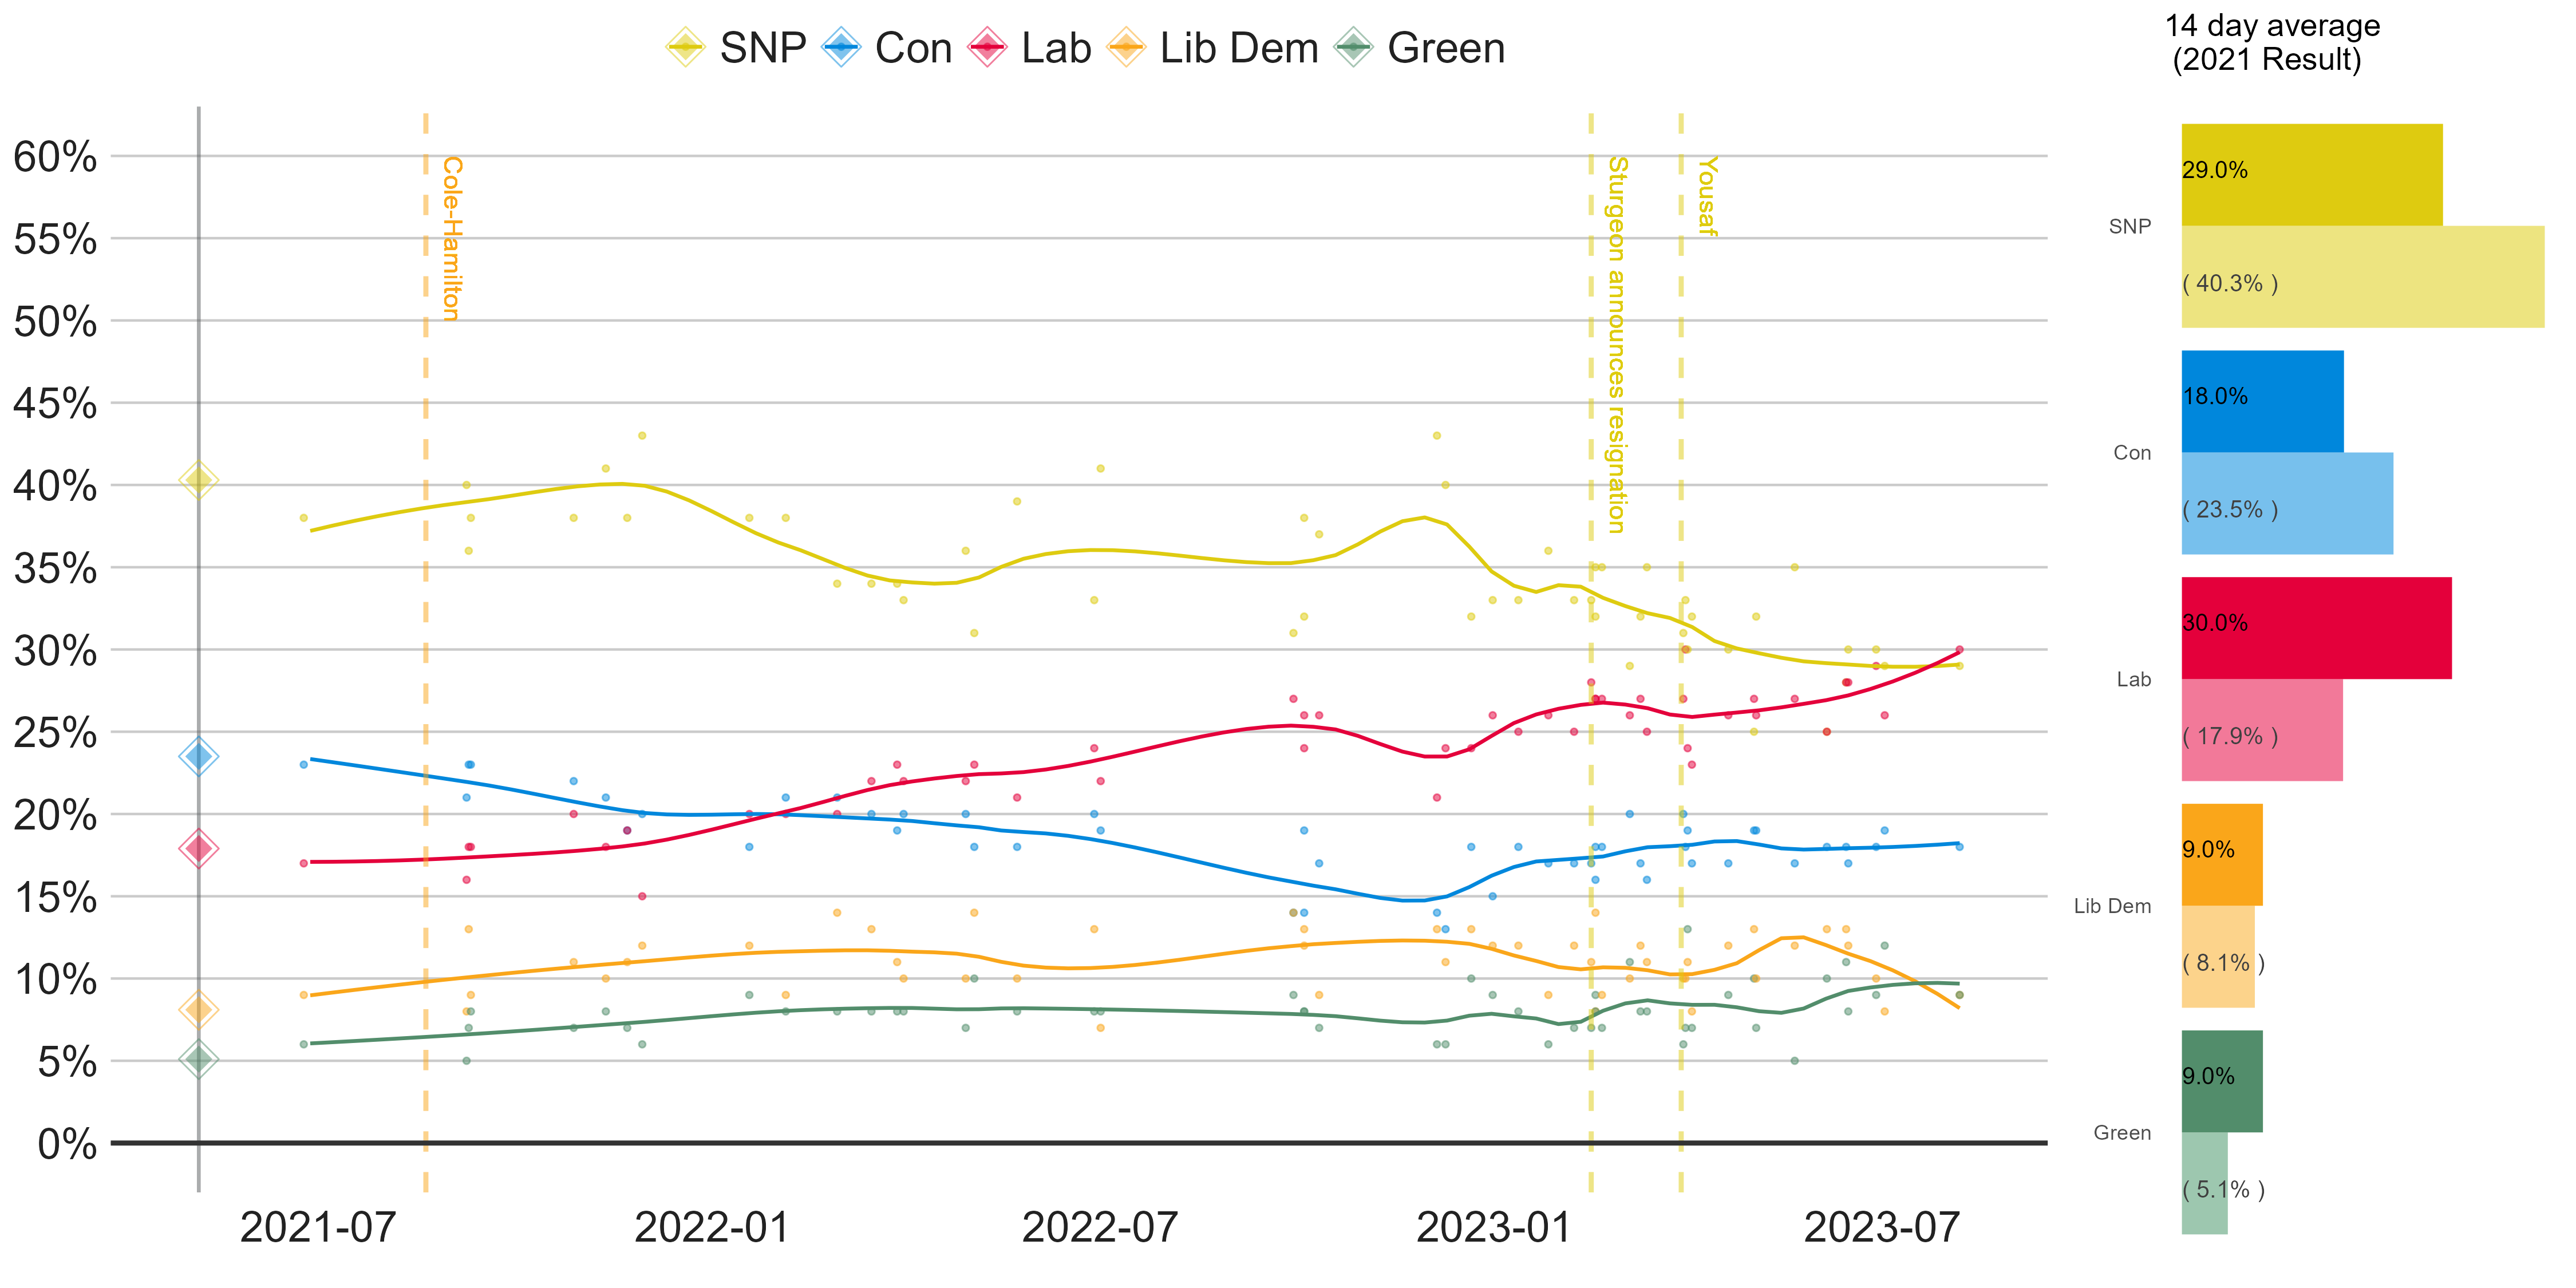 SNP Con Lab Lib Dem Green
14 day average
(2021 Result)
60%
55%
50%
45%
40%
35%
30%
25%
20%
15%
10%
5%
0%
Cole-Hamilton
Sturgeon announces resignation
Yousaf
2021-07 2022-01 2022-07 2023-01 2023-07
SNP
29.0%
( 40.3% )
Con
18.0%
( 23.5% )
Lab
30.0%
( 17.9% )
Lib Dem
9.0%
( 8.1% )
Green
9.0%
( 5.1% )